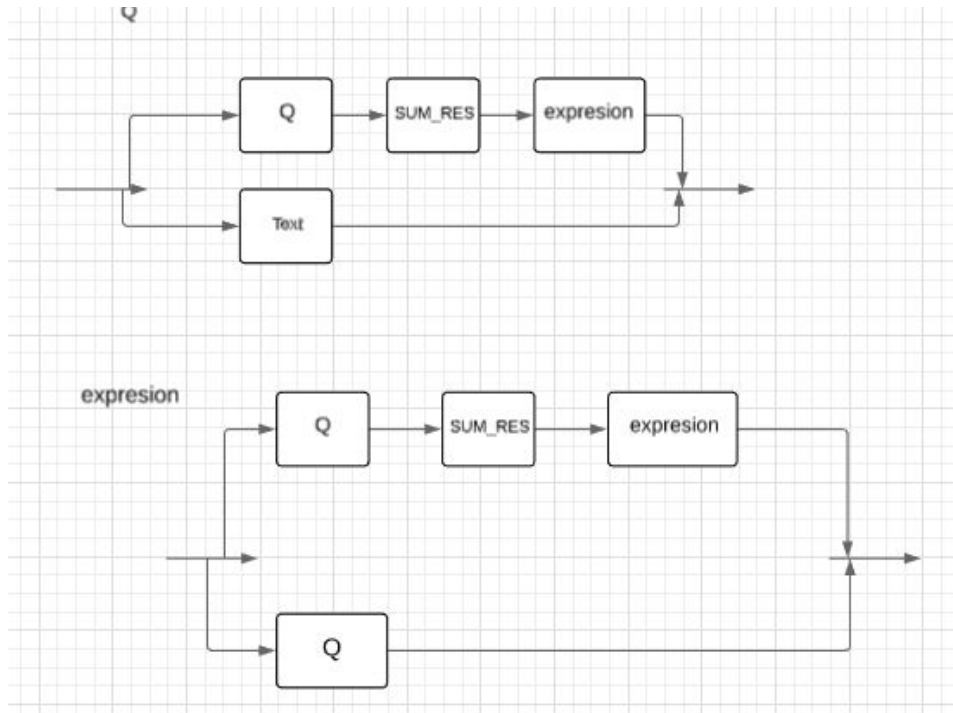 Q
Q SUM_RES expresion
Text
expresion
Q SUM_RES expresion
Q